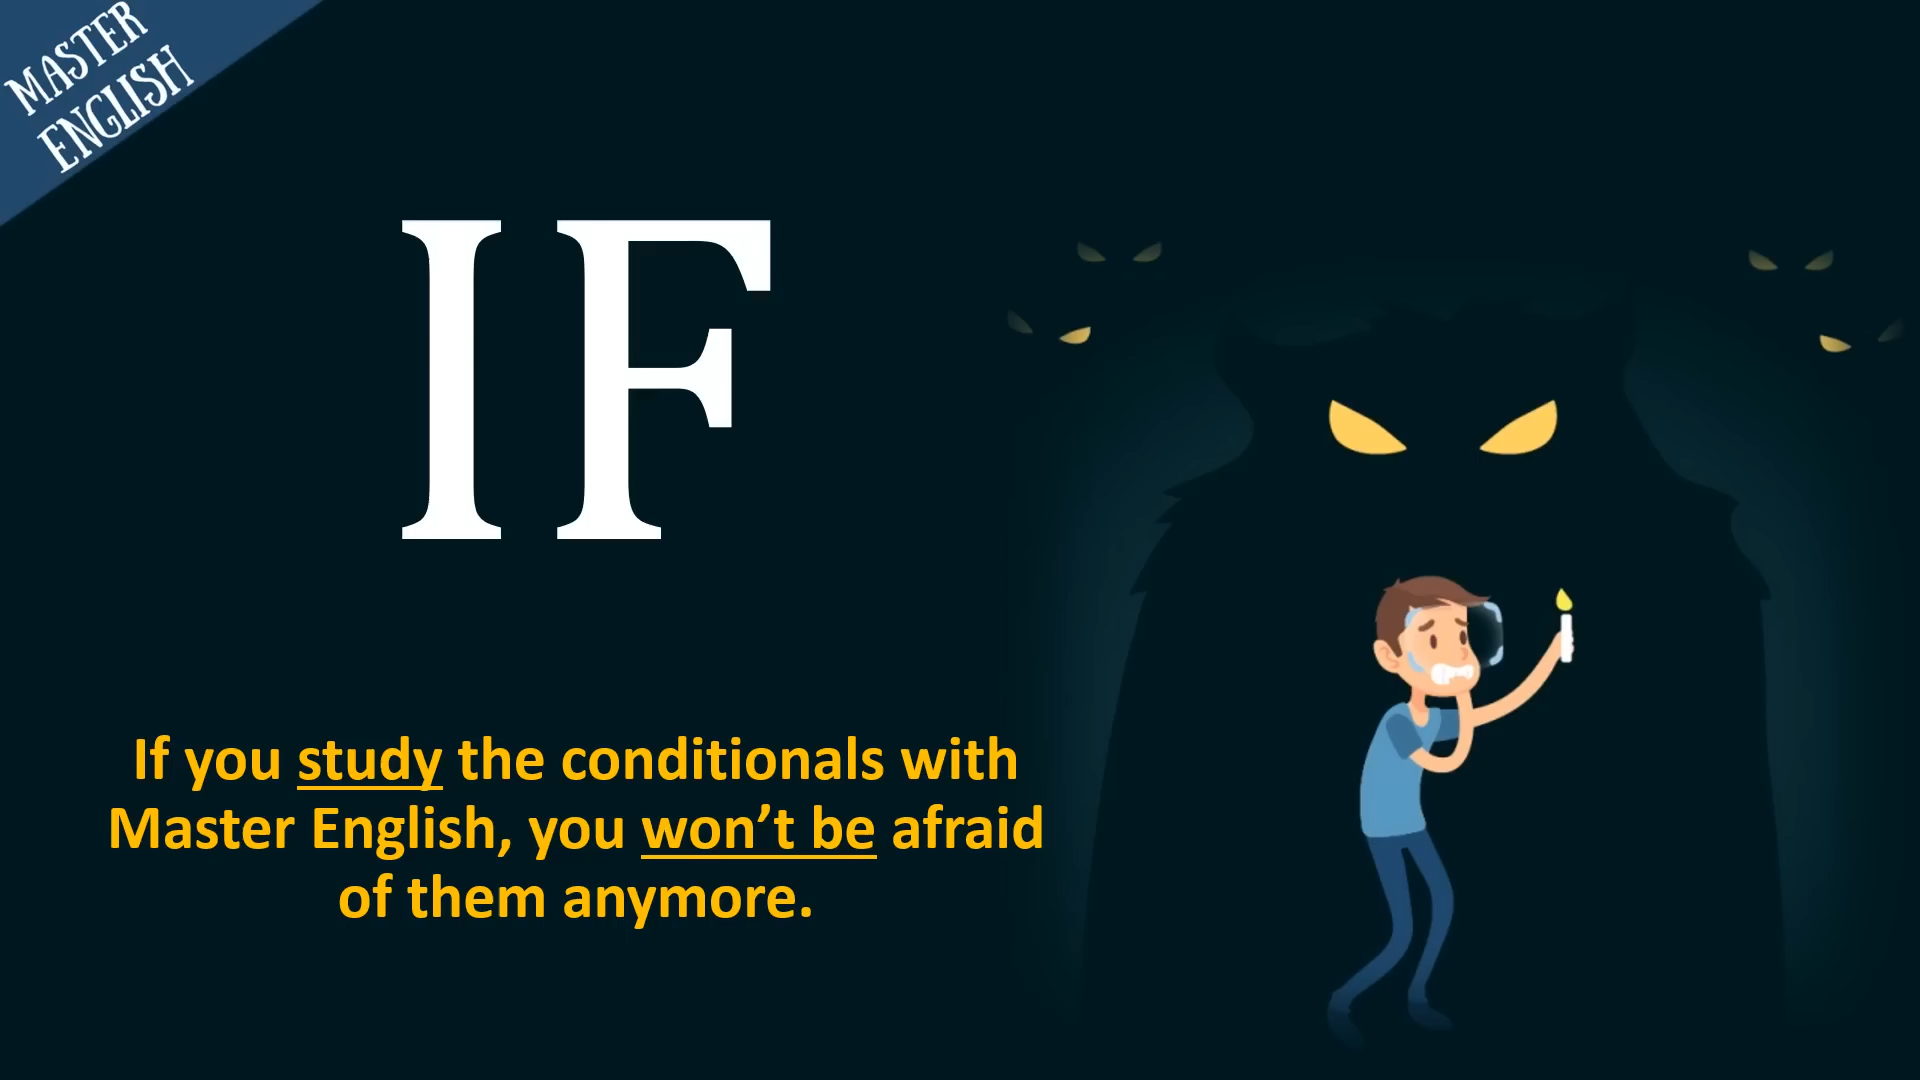 MASTER
ENGLISH
IF
If you study the conditionals with
Master English, you won’t be afraid
of them anymore.